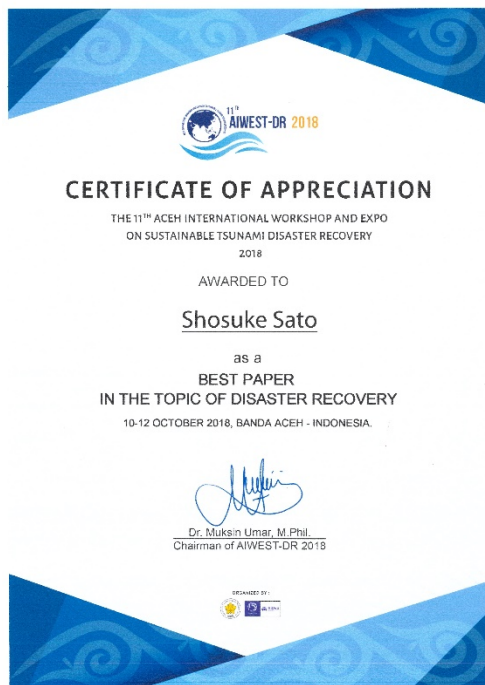 11TH
AIWEST-DR 2018
CERTIFICATE OF APPRECIATION
THE 11TH ACEH INTERNATIONAL WORKSHOP AND EXPO
ON SUSTAINABLE TSUNAMI DISASTER RECOVERY
2018
AWARDED TO
Shosuke Sato
as a
BEST PAPER
IN THE TOPIC OF DISASTER RECOVERY
10-12 OCTOBER 2018, BANDA ACEH - INDONESIA.
Dr. Muksin Umar, M.Phil.
Chairman of AIWEST-DR 2018
ORGANIZED BY :